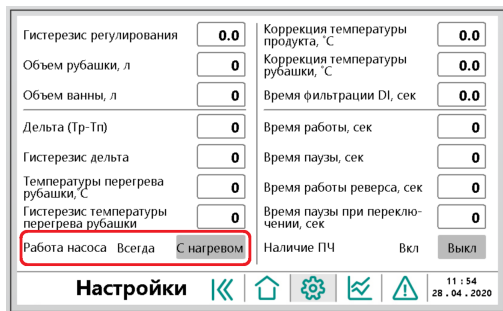 Гистерезис регулирования 0.0
Объем рубашки, л 0
Объем ванны, л 0
Дельта (Тр-Тп) 0
Гистерезис дельта 0
Температуры перегрева
рубашки, С 0
Гистерезис температуры
перегрева рубашки 0
Работа насоса Всегда С нагревом
Коррекция температуры
продукта, °С 0.0
Коррекция температуры
рубашки, °С 0.0
Время фильтрации DI, сек 0.0
Время работы, сек 0
Время паузы, сек 0
Время работы реверса, сек 0
Время паузы при переклю-
чении, сек 0
Наличие ПЧ Вкл Выкл
Настройки
11 : 54
28 . 04 . 2020